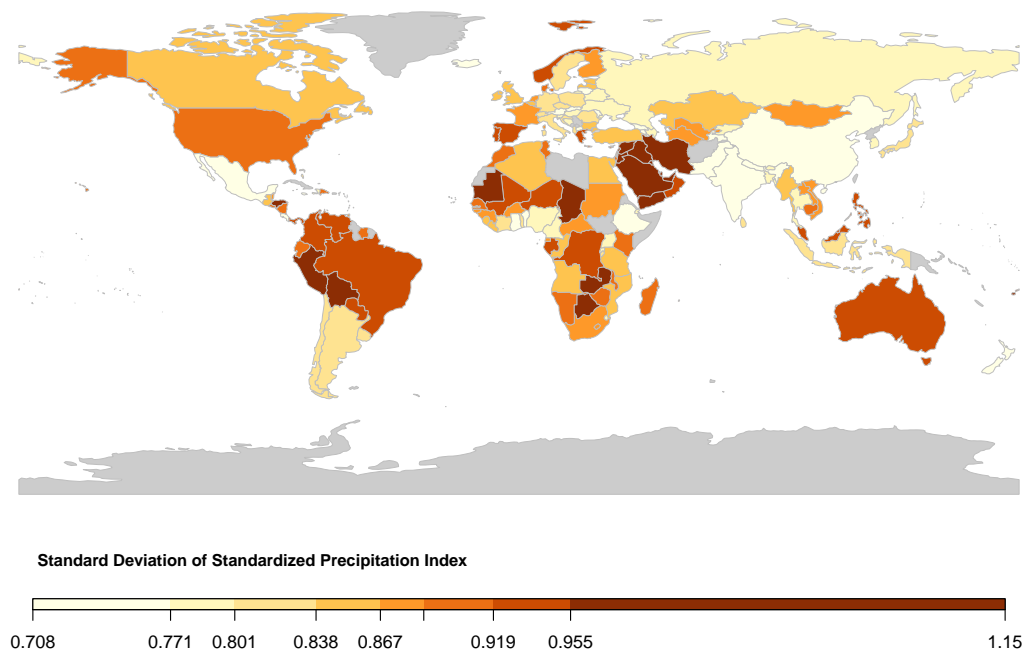 Standard Deviation of Standardized Precipitation Index
0.708 0.771 0.801 0.838 0.867 0.919 0.955 1.15